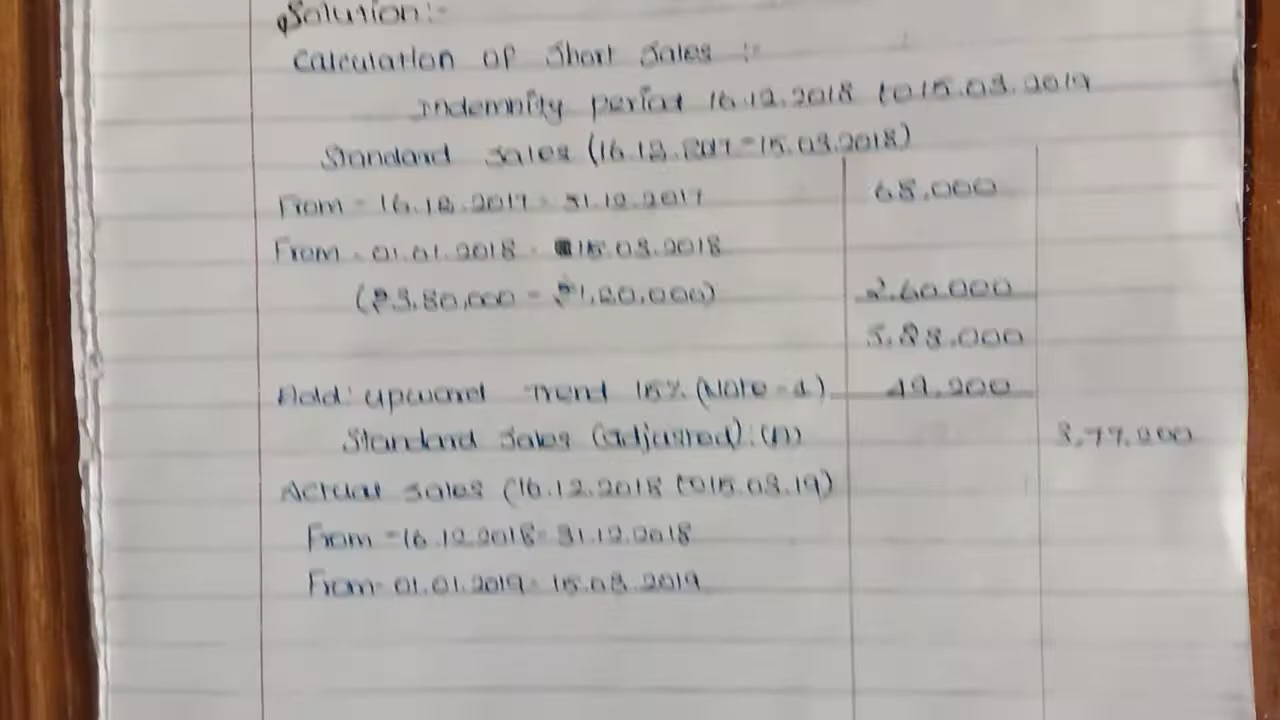 Solution:-
Calculation of Short Sales :-
Indemnity period 16.12.2018 to 15.03.2019
Standard Sales (16.12.2017-15.03.2018)
From - 16.12.2017 - 31.12.2017 68,000
From - 01.01.2018 - 15.03.2018
(₹3,80,000 - ₹1,20,000) 2,60,000
3,28,000
Add: upward Trend 15% (Note-1) 49,200
Standard Sales (adjusted):(A) 3,77,200
Actual Sales (16.12.2018 to 15.03.19)
From -16.12.2018- 31.12.2018
From- 01.01.2019- 15.03.2019